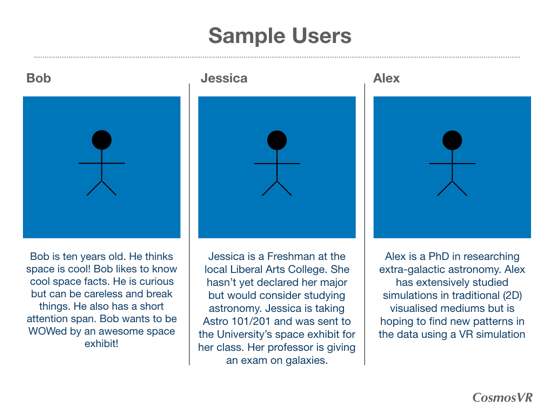 Sample Users
Bob
Bob is ten years old. He thinks
space is cool! Bob likes to know
cool space facts. He is curious
but can be careless and break
things. He also has a short
attention span. Bob wants to be
WOWed by an awesome space
exhibit!
Jessica
Jessica is a Freshman at the
local Liberal Arts College. She
hasn't yet declared her major
but would consider studying
astronomy. Jessica is taking
Astro 101/201 and was sent to
the University's space exhibit for
her class. Her professor is giving
an exam on galaxies.
Alex
Alex is a PhD in researching
extra-galactic astronomy. Alex
has extensively studied
simulations in traditional (2D)
visualised mediums but is
hoping to find new patterns in
the data using a VR simulation
CosmosVR